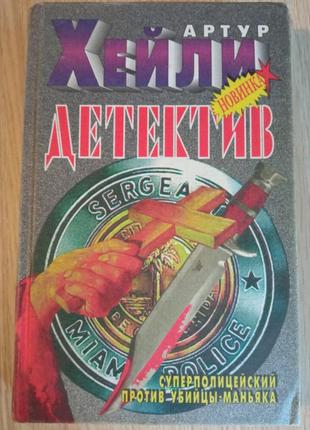 АРТУР
ХЕЙЛИ
НОВИНКА
ДЕТЕКТИВ
SERGEA
MIAMI POLICE
СУПЕРПОЛИЦЕЙСКИЙ
ПРОТИВ УБИЙЦЫ-МАНЬЯКА